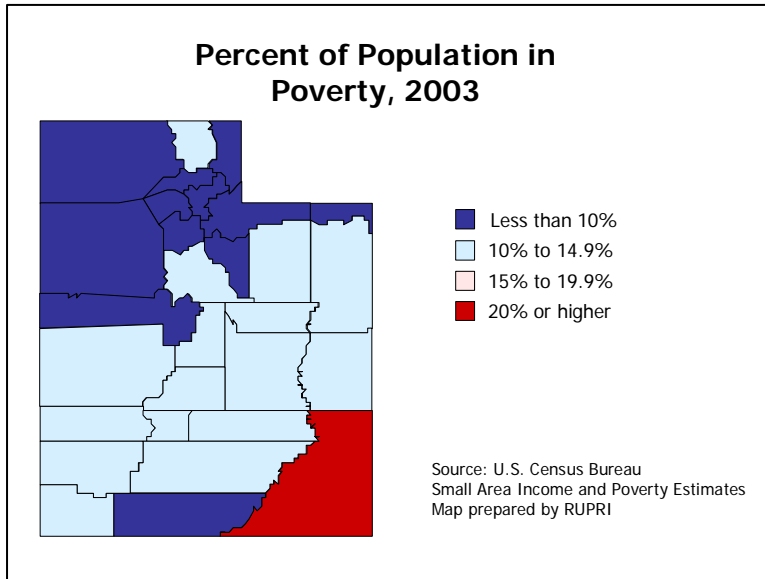 Percent of Population in
Poverty, 2003
Less than 10%
10% to 14.9%
15% to 19.9%
20% or higher
Source: U.S. Census Bureau
Small Area Income and Poverty Estimates
Map prepared by RUPRI